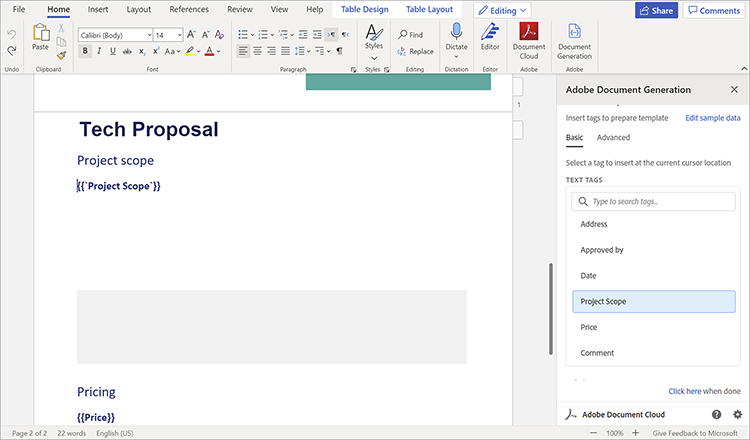 File Home Insert Layout References Review View Help Table Design Table Layout Editing Share Comments
Calibri (Body) 14 Find
Paste Replace Styles Dictate Editor Document Cloud Document Generation
B I U ab x₂ x² A Aa
Undo Clipboard Font Paragraph Styles Editing Dictation Editor Adobe Adobe
1
Tech Proposal
Project scope
{{`Project Scope`}}
Pricing
{{Price}}
Adobe Document Generation
Insert tags to prepare template Edit sample data
Basic Advanced
Select a tag to insert at the current cursor location
TEXT TAGS
Type to search tags...
Address
Approved by
Date
Project Scope
Price
Comment
Click here when done
Adobe Document Cloud
Page 2 of 2 22 words English (US) 100% Give Feedback to Microsoft